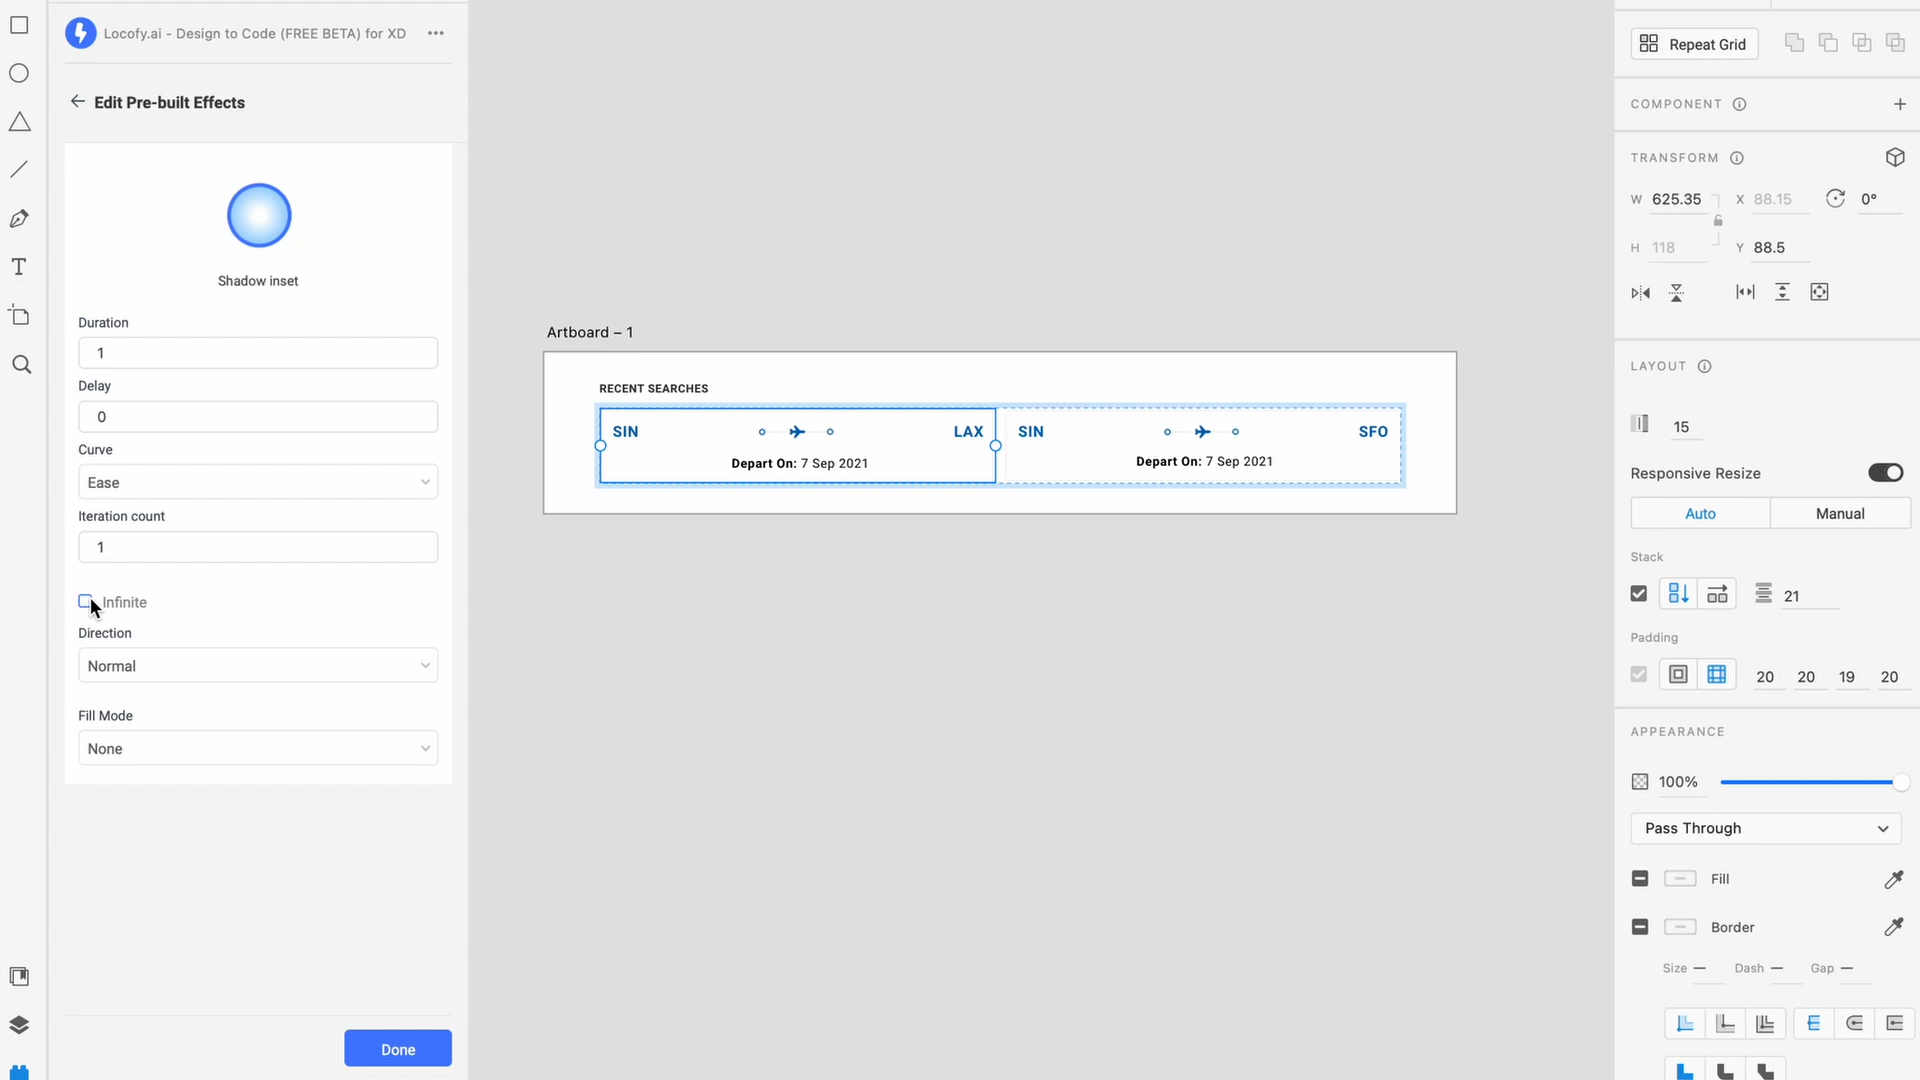 Locofy.ai - Design to Code (FREE BETA) for XD
Edit Pre-built Effects
Shadow inset
Duration
1
Delay
0
Curve
Ease
Iteration count
1
Infinite
Direction
Normal
Fill Mode
None
Done
Artboard – 1
RECENT SEARCHES
SIN LAX
Depart On: 7 Sep 2021
SIN SFO
Depart On: 7 Sep 2021
Repeat Grid
COMPONENT
TRANSFORM
W 625.35 X 88.15 0°
H 118 Y 88.5
LAYOUT
15
Responsive Resize
Auto Manual
Stack
21
Padding
20 20 19 20
APPEARANCE
100%
Pass Through
Fill
Border
Size — Dash — Gap —